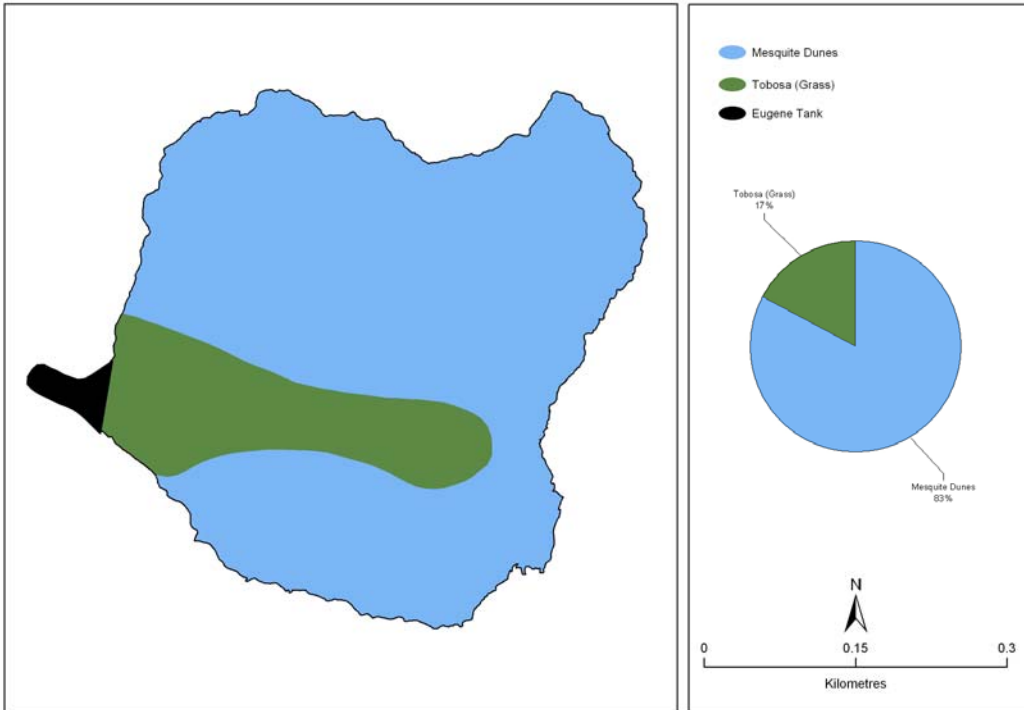 Mesquite Dunes
Tobosa (Grass)
Eugene Tank
Tobosa (Grass)
17%
Mesquite Dunes
83%
N
0 0.15 0.3
Kilometres